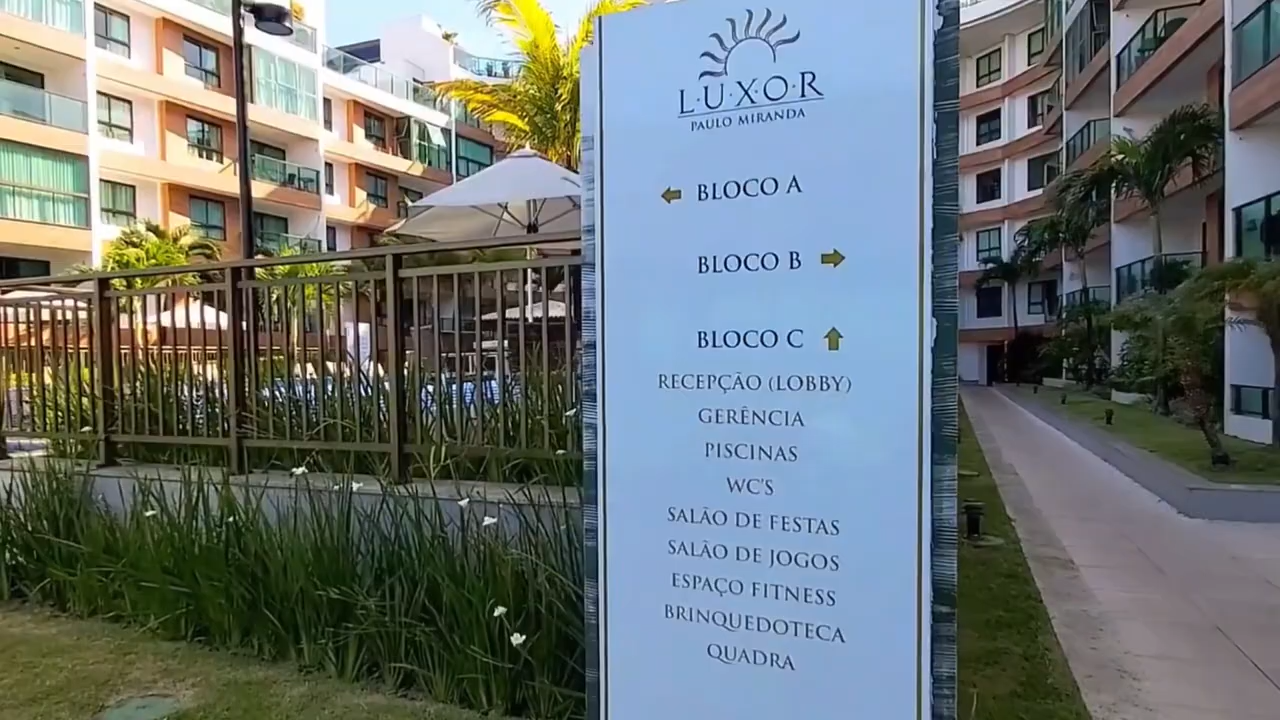 L·U·X·O·R
PAULO MIRANDA
BLOCO A
BLOCO B
BLOCO C
RECEPÇÃO (LOBBY)
GERÊNCIA
PISCINAS
WC'S
SALÃO DE FESTAS
SALÃO DE JOGOS
ESPAÇO FITNESS
BRINQUEDOTECA
QUADRA